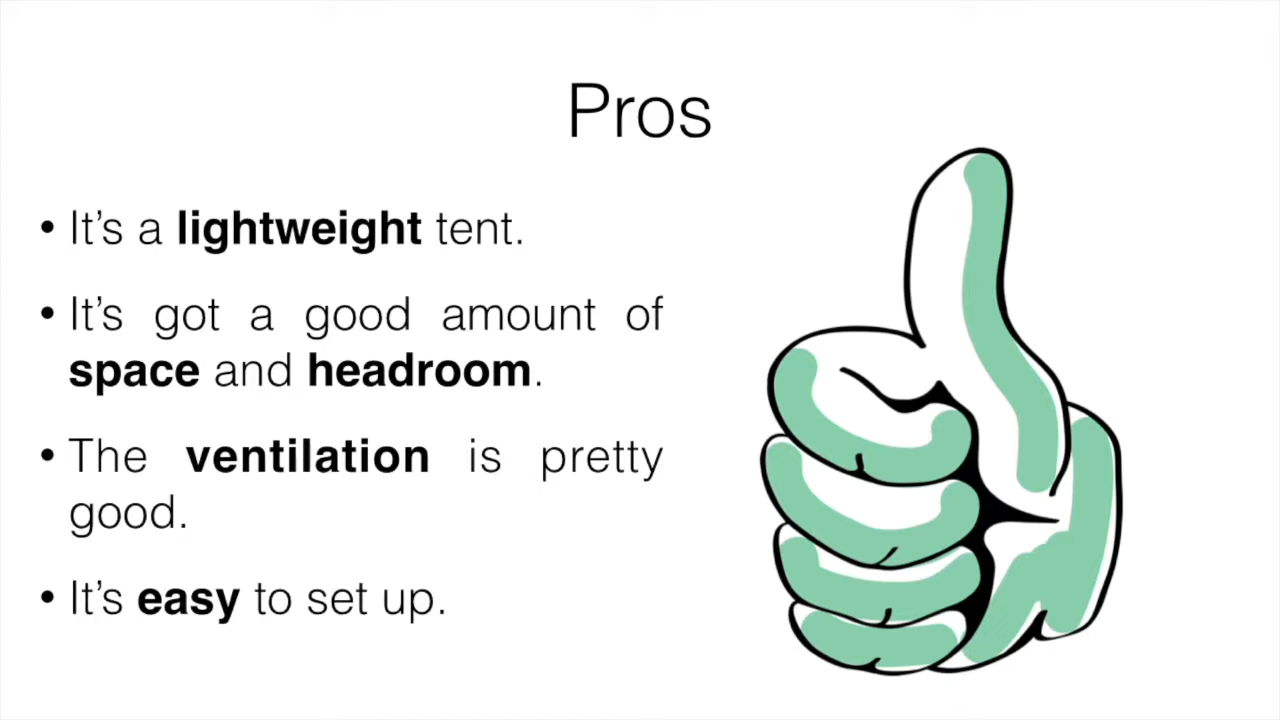 Pros
• It’s a lightweight tent.
• It’s got a good amount of
space and headroom.
• The ventilation is pretty
good.
• It’s easy to set up.